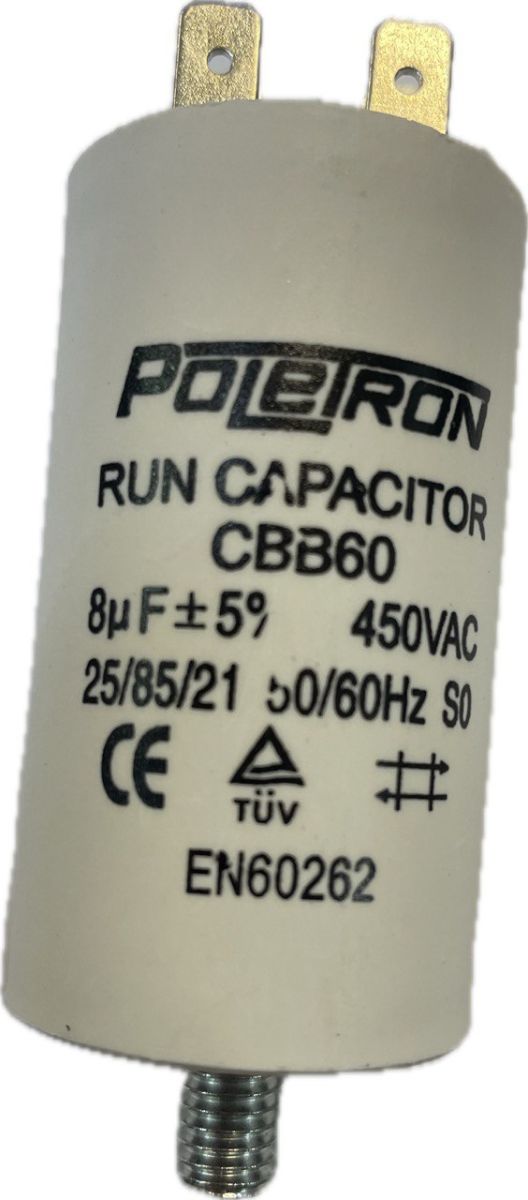 POLETRON
RUN CAPACITOR
CBB60
8µF±5% 450VAC
25/85/21 50/60Hz S0
CE TÜV
EN60262